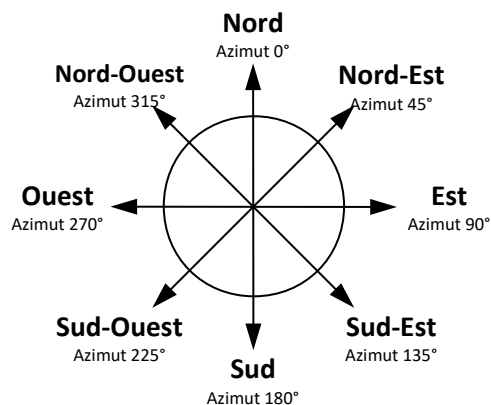 Nord
Azimut 0°
Nord-Ouest
Azimut 315°
Nord-Est
Azimut 45°
Ouest
Azimut 270°
Est
Azimut 90°
Sud-Ouest
Azimut 225°
Sud-Est
Azimut 135°
Sud
Azimut 180°